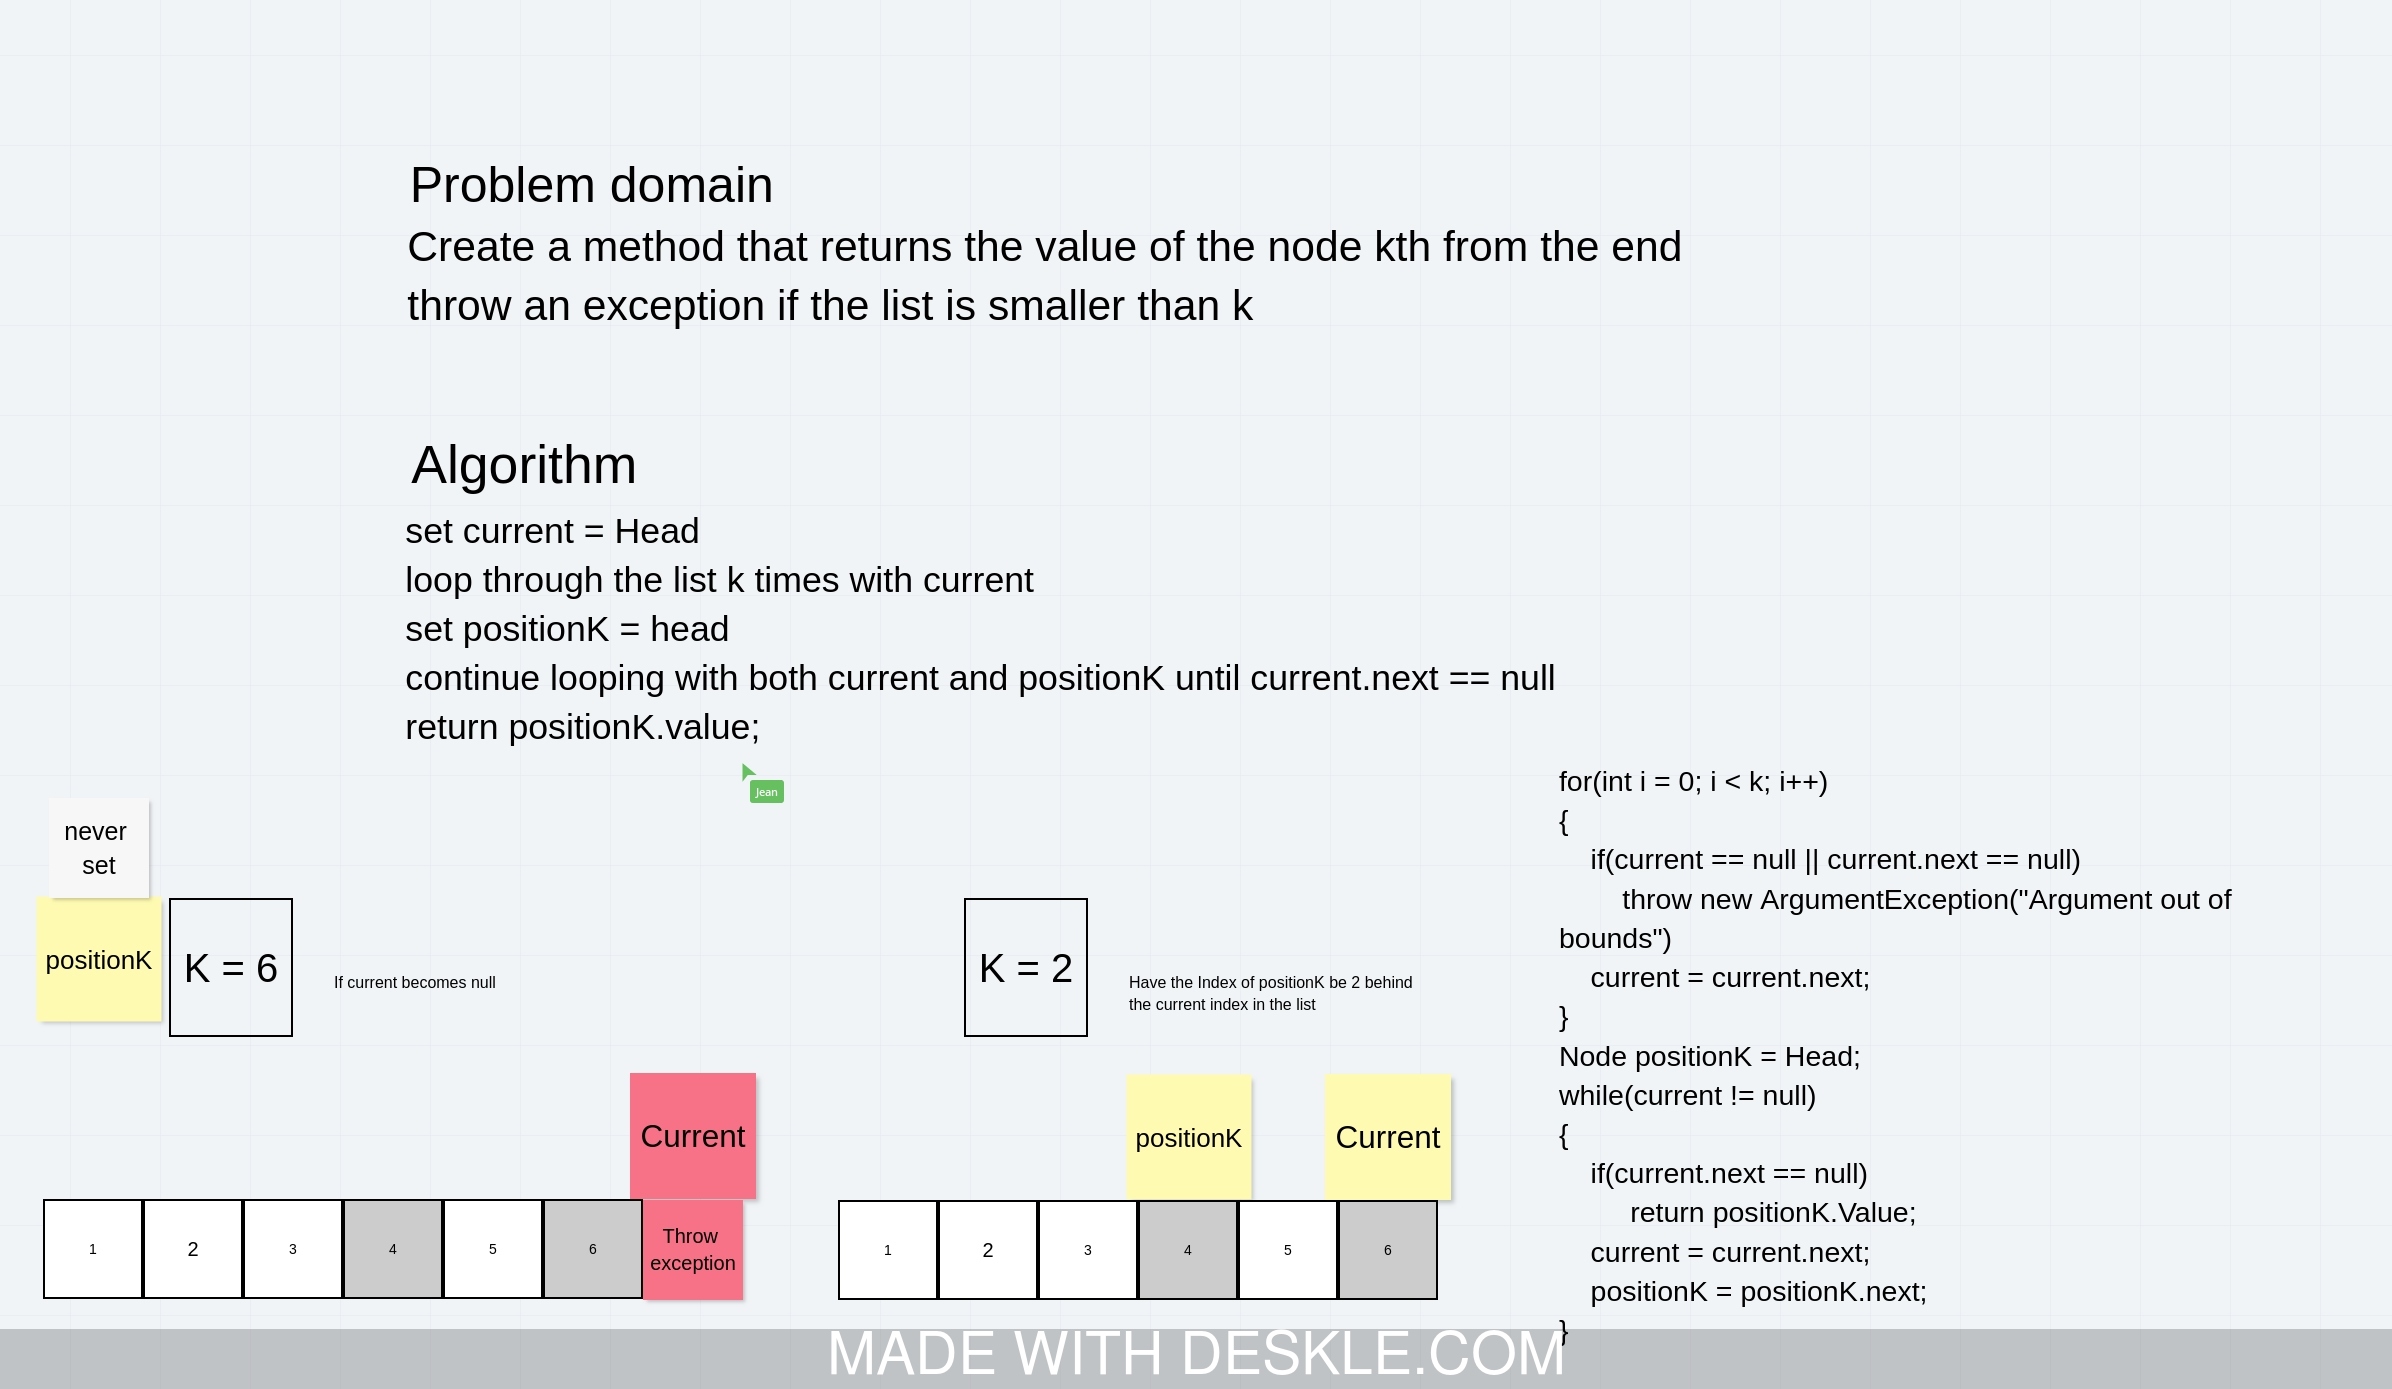 Problem domain
Create a method that returns the value of the node kth from the end
throw an exception if the list is smaller than k
Algorithm
set current = Head
loop through the list k times with current
set positionK = head
continue looping with both current and positionK until current.next == null
return positionK.value;
Jean
never
set
positionK
K = 6
If current becomes null
Current
1
2
3
4
5
6
Throw
exception
K = 2
Have the Index of positionK be 2 behind
the current index in the list
positionK
Current
1
2
3
4
5
6
for(int i = 0; i < k; i++)
{
if(current == null || current.next == null)
throw new ArgumentException("Argument out of
bounds")
current = current.next;
}
Node positionK = Head;
while(current != null)
{
if(current.next == null)
return positionK.Value;
current = current.next;
positionK = positionK.next;
}
MADE WITH DESKLE.COM